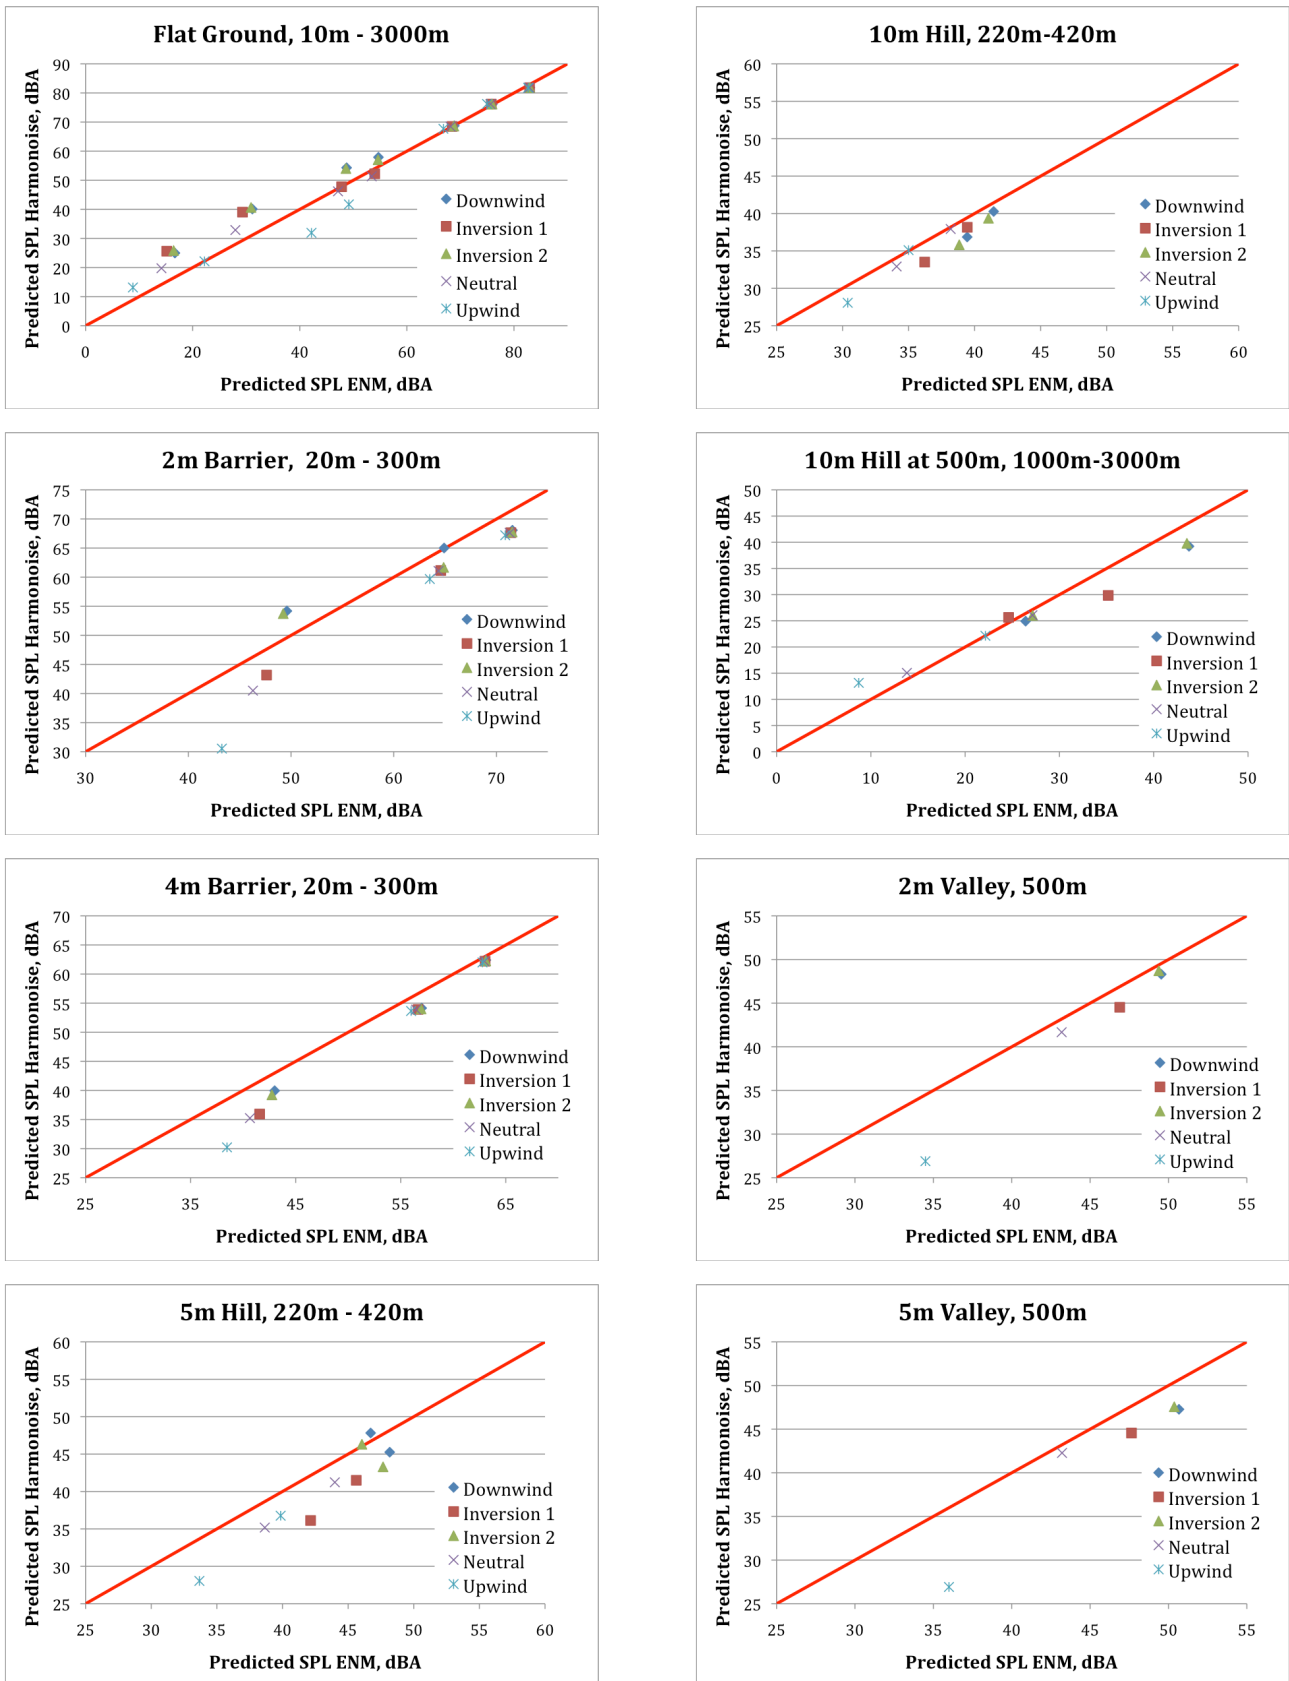 Flat Ground, 10m - 3000m
Predicted SPL Harmonoise, dBA
90
80
70
60
50
40
30
20
10
0
0 20 40 60 80
Predicted SPL ENM, dBA
Downwind
Inversion 1
Inversion 2
Neutral
Upwind
10m Hill, 220m-420m
Predicted SPL Harmonoise, dBA
60
55
50
45
40
35
30
25
25 30 35 40 45 50 55 60
Predicted SPL ENM, dBA
Downwind
Inversion 1
Inversion 2
Neutral
Upwind
2m Barrier, 20m - 300m
Predicted SPL Harmonoise, dBA
75
70
65
60
55
50
45
40
35
30
30 40 50 60 70
Predicted SPL ENM, dBA
Downwind
Inversion 1
Inversion 2
Neutral
Upwind
10m Hill at 500m, 1000m-3000m
Predicted SPL Harmonoise, dBA
50
45
40
35
30
25
20
15
10
5
0
0 10 20 30 40 50
Predicted SPL ENM, dBA
Downwind
Inversion 1
Inversion 2
Neutral
Upwind
4m Barrier, 20m - 300m
Predicted SPL Harmonoise, dBA
70
65
60
55
50
45
40
35
30
25
25 35 45 55 65
Predicted SPL ENM, dBA
Downwind
Inversion 1
Inversion 2
Neutral
Upwind
2m Valley, 500m
Predicted SPL Harmonoise, dBA
55
50
45
40
35
30
25
25 30 35 40 45 50 55
Predicted SPL ENM, dBA
Downwind
Inversion 1
Inversion 2
Neutral
Upwind
5m Hill, 220m - 420m
Predicted SPL Harmonoise, dBA
60
55
50
45
40
35
30
25
25 30 35 40 45 50 55 60
Predicted SPL ENM, dBA
Downwind
Inversion 1
Inversion 2
Neutral
Upwind
5m Valley, 500m
Predicted SPL Harmonoise, dBA
55
50
45
40
35
30
25
25 30 35 40 45 50 55
Predicted SPL ENM, dBA
Downwind
Inversion 1
Inversion 2
Neutral
Upwind